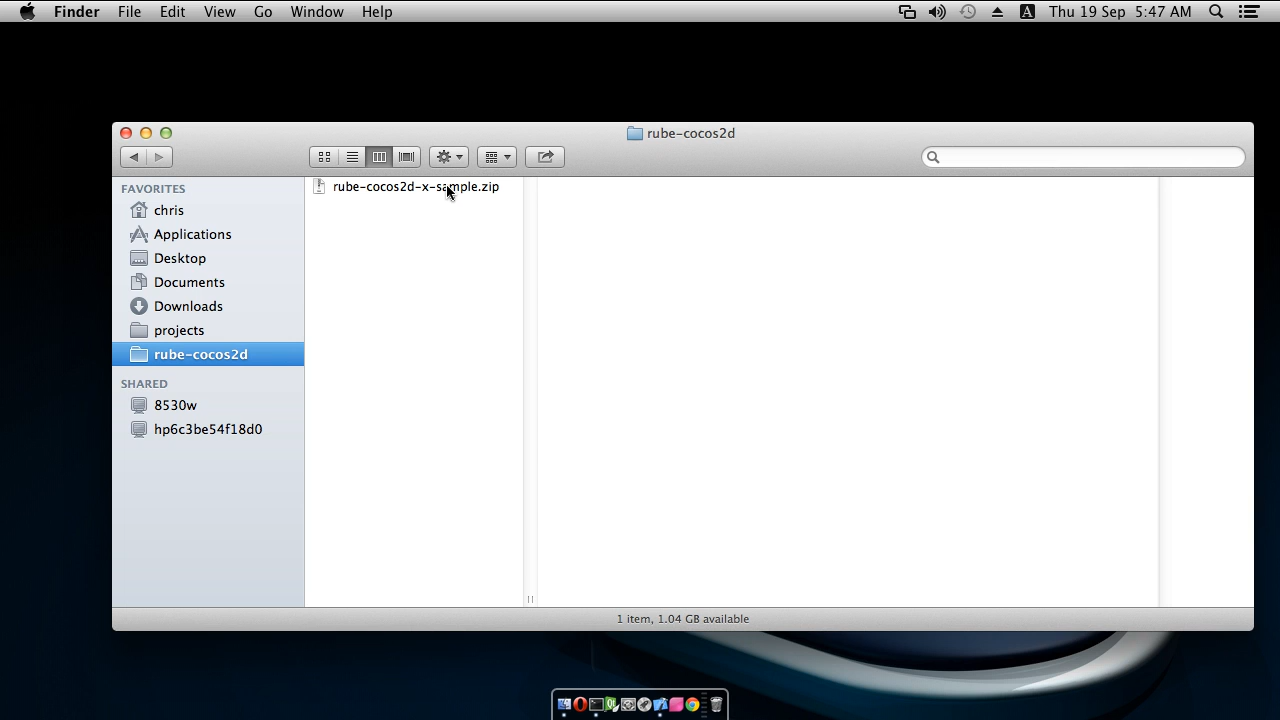 Finder File Edit View Go Window Help A Thu 19 Sep 5:47 AM
rube-cocos2d
FAVORITES
rube-cocos2d-x-sample.zip
chris
Applications
Desktop
Documents
Downloads
projects
rube-cocos2d
SHARED
8530w
hp6c3be54f18d0
1 item, 1.04 GB available